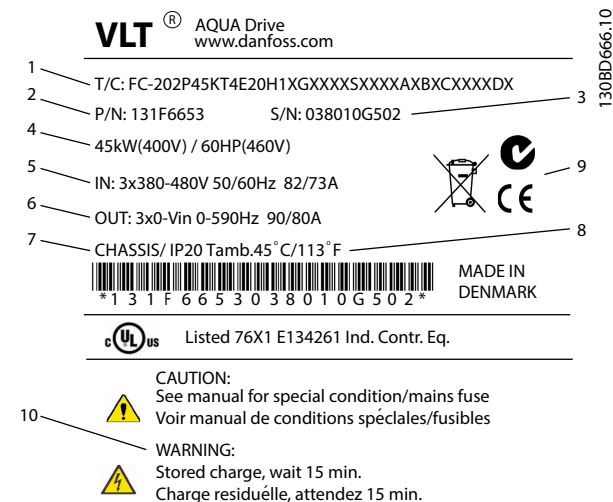 VLT ® AQUA Drive
www.danfoss.com
130BD666.10
1
T/C: FC-202P45KT4E20H1XGXXXXSXXXXAXBXCXXXXDX
2
P/N: 131F6653 S/N: 038010G502
3
4
45kW(400V) / 60HP(460V)
5
IN: 3x380-480V 50/60Hz 82/73A
9
CE
6
OUT: 3x0-Vin 0-590Hz 90/80A
7
CHASSIS/ IP20 Tamb.45˚C/113˚F
8
*131F6653038010G502*
MADE IN
DENMARK
c UL us Listed 76X1 E134261 Ind. Contr. Eq.
CAUTION:
See manual for special condition/mains fuse
Voir manual de conditions spéclales/fusibles
10
WARNING:
Stored charge, wait 15 min.
Charge residuélle, attendez 15 min.